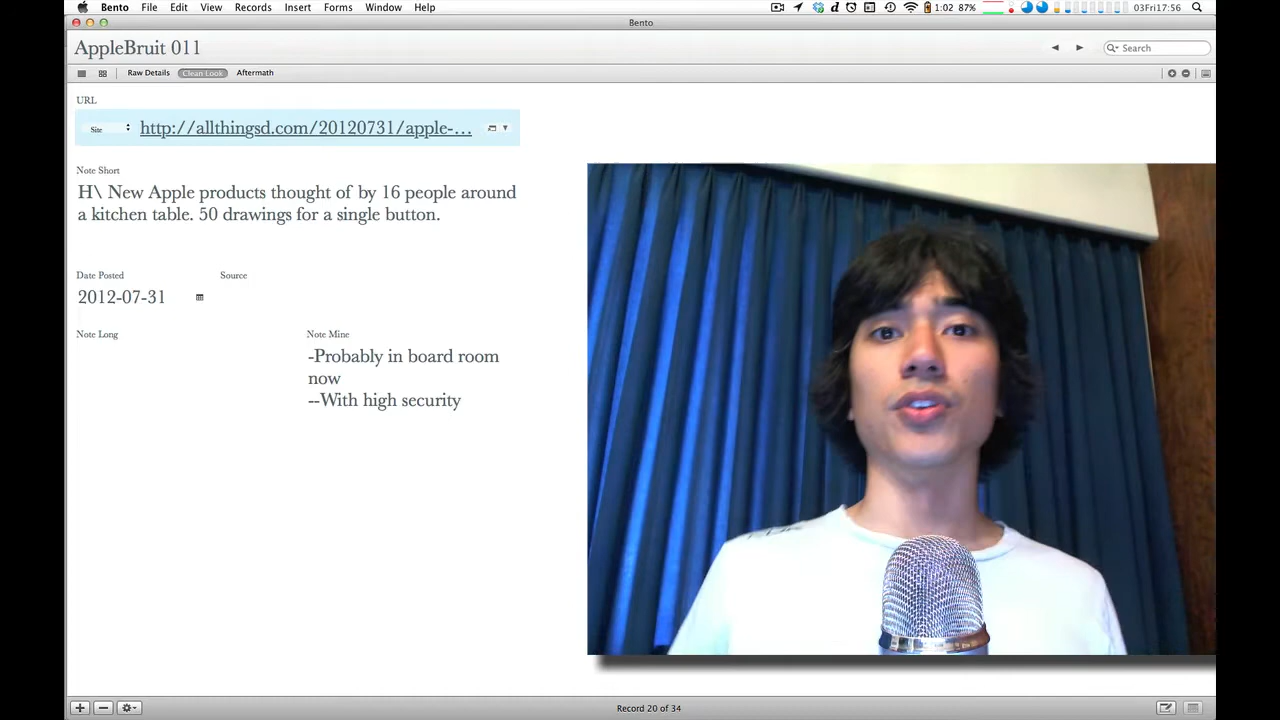 Bento File Edit View Records Insert Forms Window Help
1:02 87% 03Fri17:56
Bento
AppleBruit 011
Search
Raw Details Clean Look Aftermath
URL
Site http://allthingsd.com/20120731/apple-...
Note Short
H\ New Apple products thought of by 16 people around
a kitchen table. 50 drawings for a single button.
Date Posted Source
2012-07-31
Note Long Note Mine
-Probably in board room
now
--With high security
Record 20 of 34